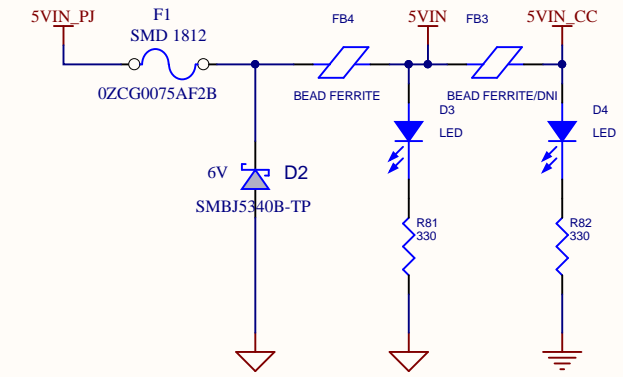 5VIN_PJ
F1
SMD 1812
0ZCG0075AF2B
FB4
BEAD FERRITE
5VIN
FB3
BEAD FERRITE/DNI
5VIN_CC
D3
LED
D4
LED
6V
D2
SMBJ5340B-TP
R81
330
R82
330